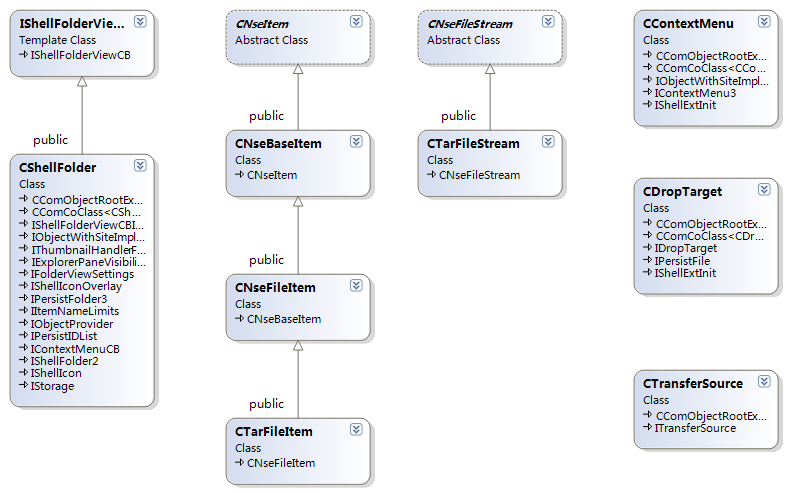 IShellFolderView...
Template Class
IShellFolderViewCB
public
CShellFolder
Class
CComObjectRootEx...
CComCoClass<CSh...
IShellFolderViewCBI...
IObjectWithSiteImpl...
IThumbnailHandlerF...
IExplorerPaneVisibili...
IFolderViewSettings
IShellIconOverlay
IPersistFolder3
IItemNameLimits
IObjectProvider
IPersistIDList
IContextMenuCB
IShellFolder2
IShellIcon
IStorage
CNseItem
Abstract Class
public
CNseBaseItem
Class
CNseItem
public
CNseFileItem
Class
CNseBaseItem
public
CTarFileItem
Class
CNseFileItem
CNseFileStream
Abstract Class
public
CTarFileStream
Class
CNseFileStream
CContextMenu
Class
CComObjectRootEx...
CComCoClass<CCo...
IObjectWithSiteImpl...
IContextMenu3
IShellExtInit
CDropTarget
Class
CComObjectRootEx...
CComCoClass<CDr...
IDropTarget
IPersistFile
IShellExtInit
CTransferSource
Class
CComObjectRootEx...
ITransferSource